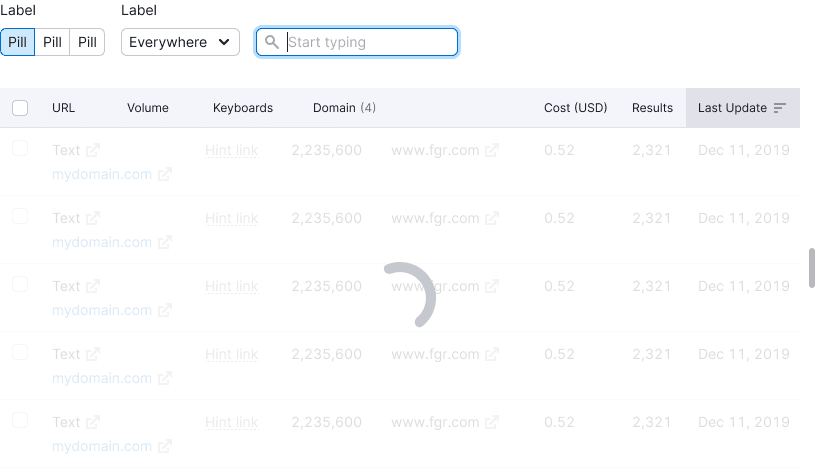 Label Label
Pill Pill Pill Everywhere Start typing
URL Volume Keyboards Domain (4) Cost (USD) Results Last Update
Text Hint link 2,235,600 www.fgr.com 0.52 2,321 Dec 11, 2019
mydomain.com
Text Hint link 2,235,600 www.fgr.com 0.52 2,321 Dec 11, 2019
mydomain.com
Text Hint link 2,235,600 www.fgr.com 0.52 2,321 Dec 11, 2019
mydomain.com
Text Hint link 2,235,600 www.fgr.com 0.52 2,321 Dec 11, 2019
mydomain.com
Text Hint link 2,235,600 www.fgr.com 0.52 2,321 Dec 11, 2019
mydomain.com